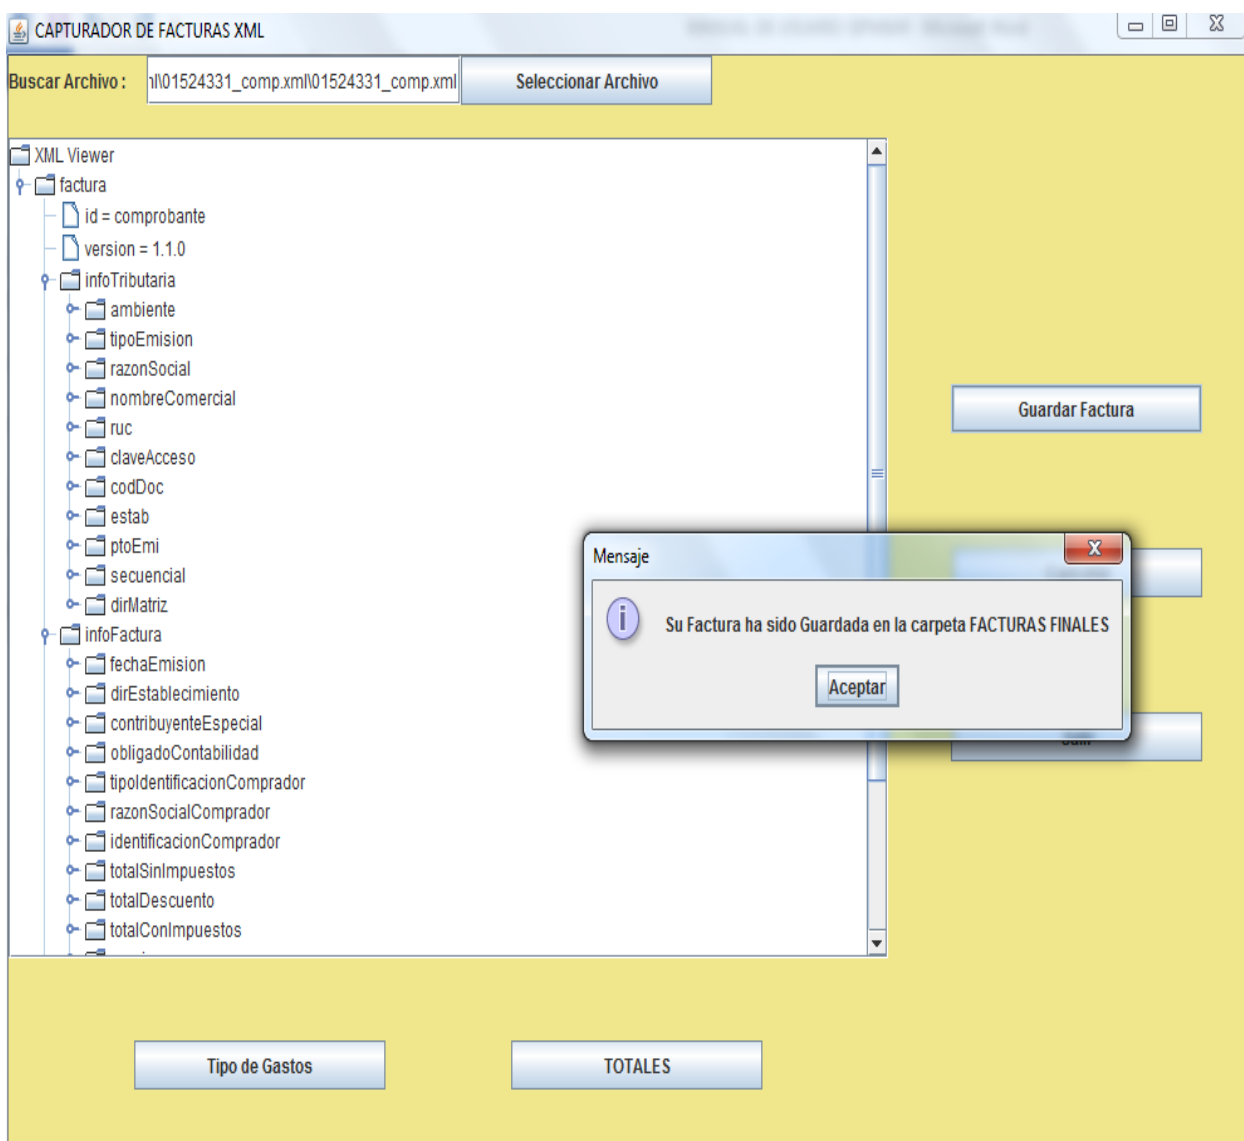 CAPTURADOR DE FACTURAS XML
Buscar Archivo : 
l\01524331_comp.xml\01524331_comp.xml
Seleccionar Archivo
XML Viewer
factura
id = comprobante
version = 1.1.0
infoTributaria
ambiente
tipoEmision
razonSocial
nombreComercial
ruc
claveAcceso
codDoc
estab
ptoEmi
secuencial
dirMatriz
infoFactura
fechaEmision
dirEstablecimiento
contribuyenteEspecial
obligadoContabilidad
tipoIdentificacionComprador
razonSocialComprador
identificacionComprador
totalSinImpuestos
totalDescuento
totalConImpuestos
Guardar Factura
Mensaje
Su Factura ha sido Guardada en la carpeta FACTURAS FINALES
Aceptar
Tipo de Gastos
TOTALES